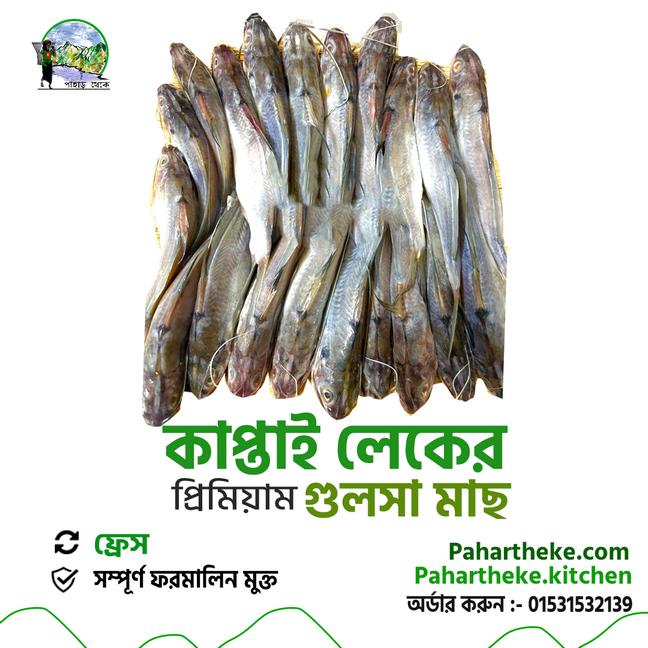 পাহাড় থেকে
কাপ্তাই লেকের
প্রিমিয়াম গুলসা মাছ
ফ্রেস
সম্পূর্ণ ফরমালিন মুক্ত
Pahartheke.com
Pahartheke.kitchen
অর্ডার করুন :- 01531532139